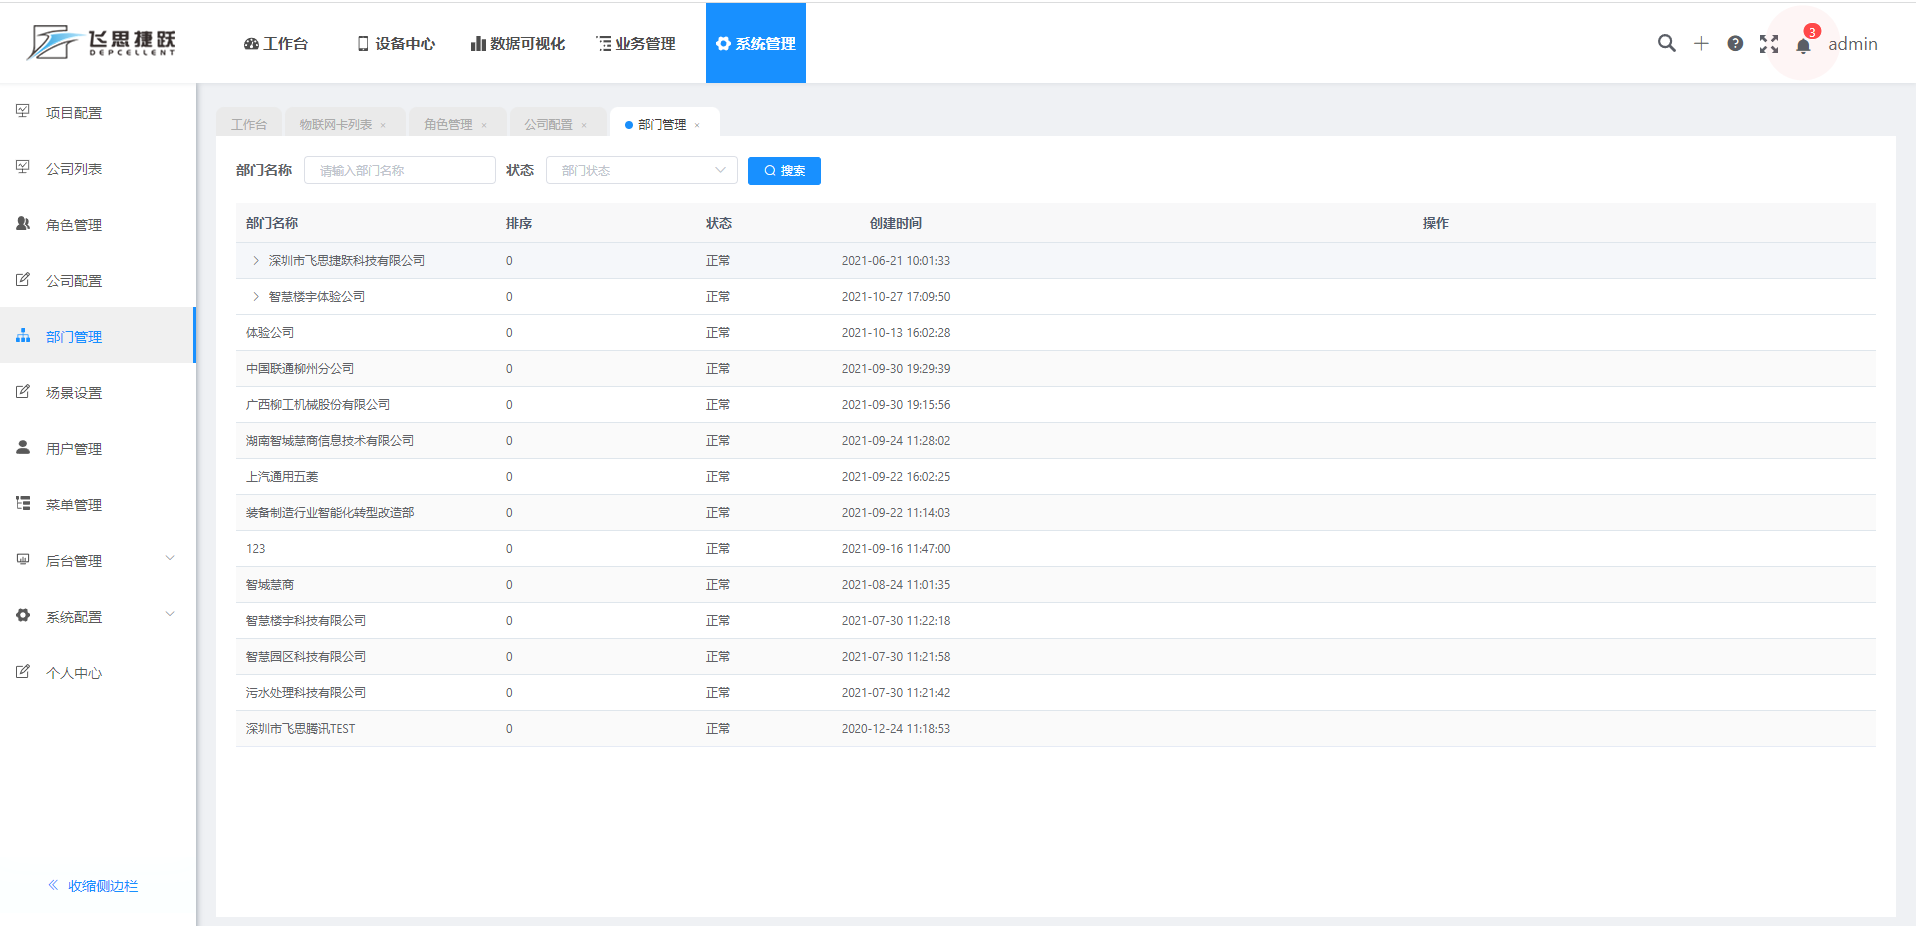 飞思捷跃
DEPCELLENT
工作台
设备中心
数据可视化
业务管理
系统管理
3
admin
项目配置
公司列表
角色管理
公司配置
部门管理
场景设置
用户管理
菜单管理
后台管理
系统配置
个人中心
收缩侧边栏
工作台
物联网卡列表 ×
角色管理 ×
公司配置 ×
部门管理 ×
部门名称 请输入部门名称 状态 部门状态 搜索
部门名称 排序 状态 创建时间 操作
深圳市飞思捷跃科技有限公司 0 正常 2021-06-21 10:01:33
智慧楼宇体验公司 0 正常 2021-10-27 17:09:50
体验公司 0 正常 2021-10-13 16:02:28
中国联通柳州分公司 0 正常 2021-09-30 19:29:39
广西柳工机械股份有限公司 0 正常 2021-09-30 19:15:56
湖南智城慧商信息技术有限公司 0 正常 2021-09-24 11:28:02
上汽通用五菱 0 正常 2021-09-22 16:02:25
装备制造行业智能化转型改造部 0 正常 2021-09-22 11:14:03
123 0 正常 2021-09-16 11:47:00
智城慧商 0 正常 2021-08-24 11:01:35
智慧楼宇科技有限公司 0 正常 2021-07-30 11:22:18
智慧园区科技有限公司 0 正常 2021-07-30 11:21:58
污水处理科技有限公司 0 正常 2021-07-30 11:21:42
深圳市飞思腾讯TEST 0 正常 2020-12-24 11:18:53